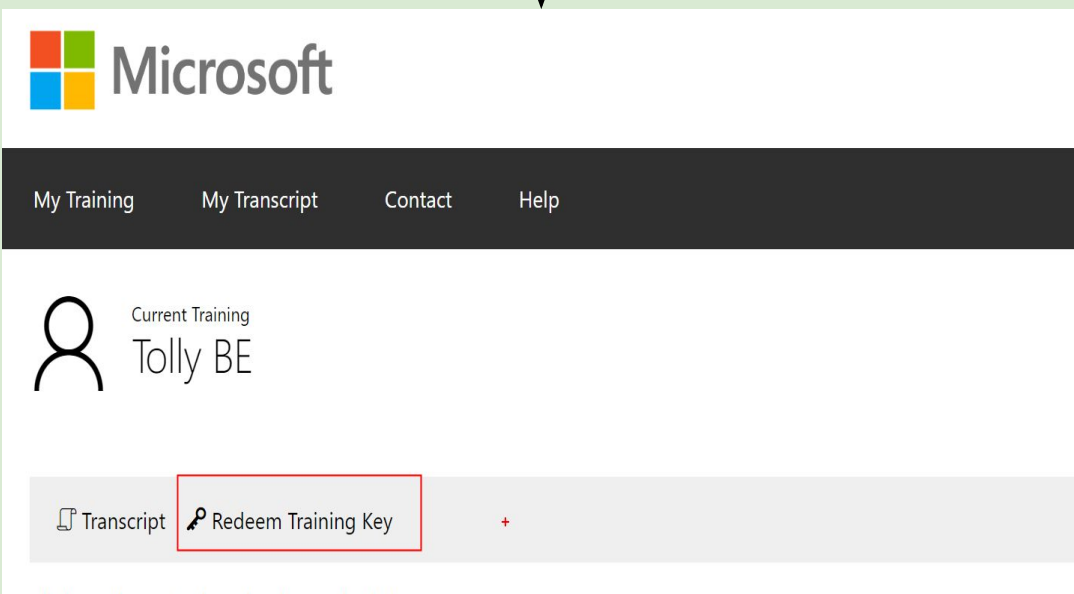 Microsoft
My Training My Transcript Contact Help
Current Training
Tolly BE
Transcript Redeem Training Key +